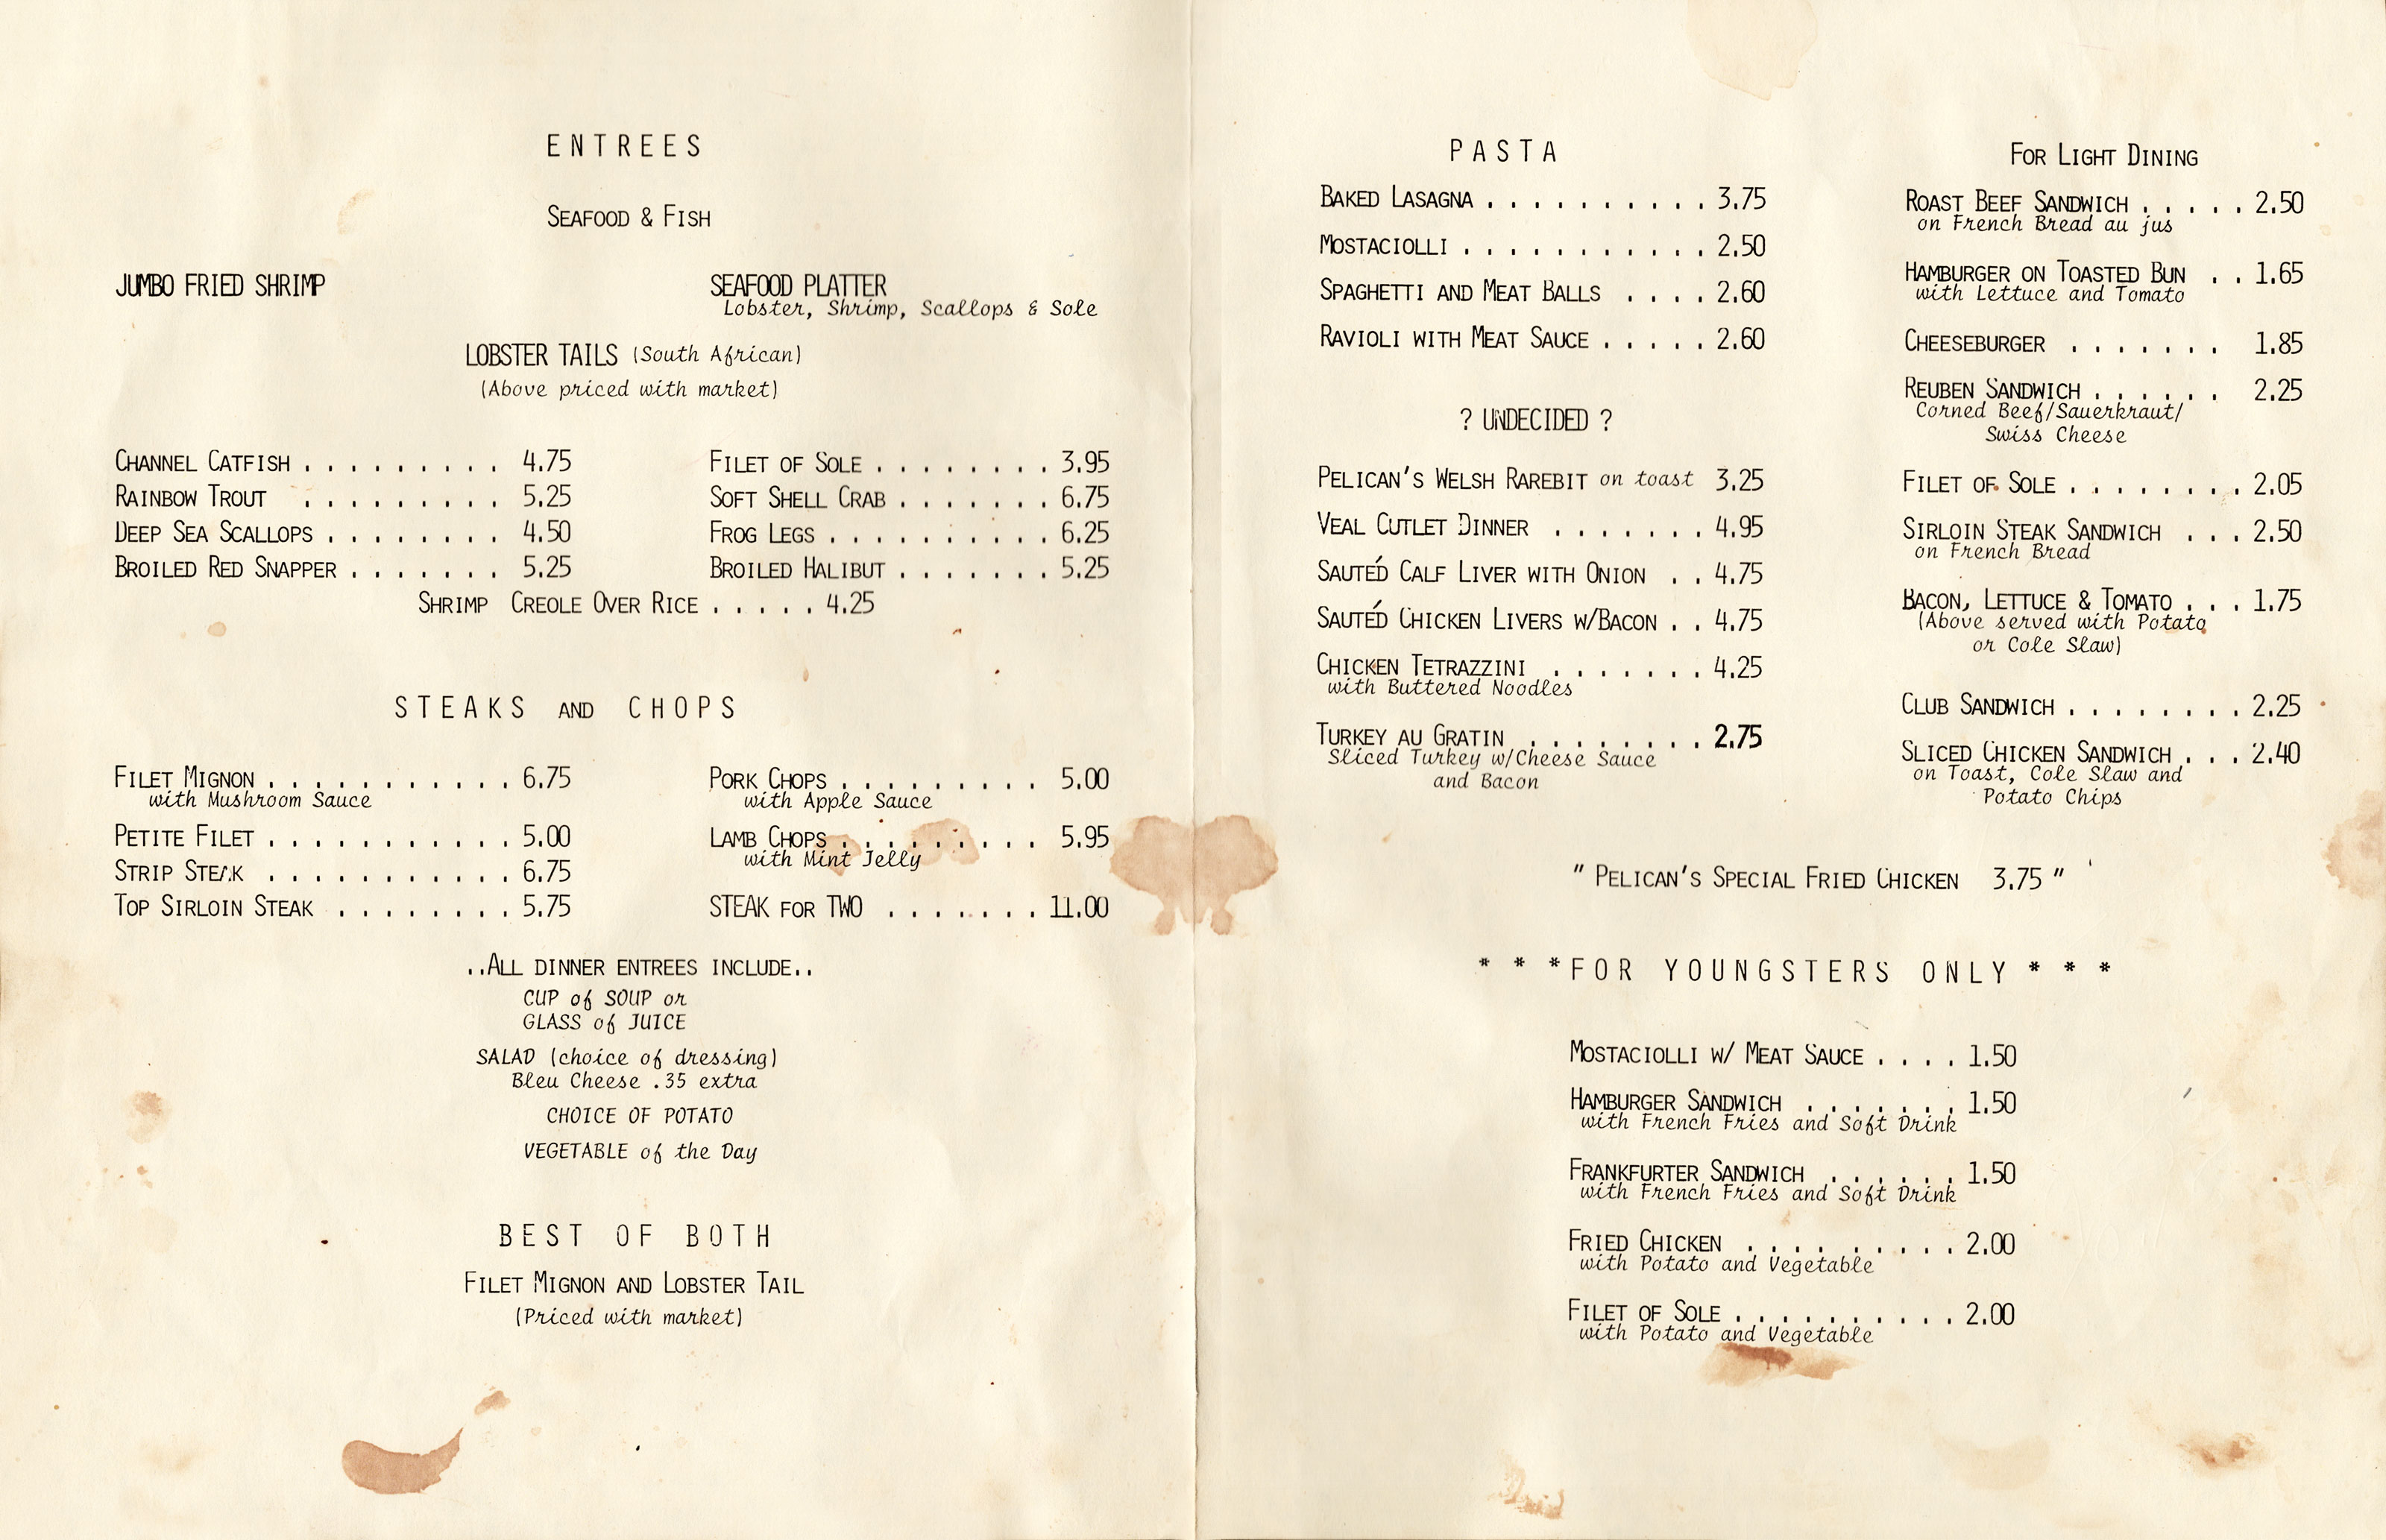 ENTREES
SEAFOOD & FISH
JUMBO FRIED SHRIMP
SEAFOOD PLATTER
Lobster, Shrimp, Scallops & Sole
LOBSTER TAILS (South African)
(Above priced with market)
CHANNEL CATFISH . . . . . . . . . 4.75
RAINBOW TROUT . . . . . . . . . 5.25
DEEP SEA SCALLOPS . . . . . . . . 4.50
BROILED RED SNAPPER . . . . . . . 5.25
FILET OF SOLE . . . . . . . . 3.95
SOFT SHELL CRAB . . . . . . . 6.75
FROG LEGS . . . . . . . . . . 6.25
BROILED HALIBUT . . . . . . . 5.25
SHRIMP CREOLE OVER RICE . . . . . 4.25
STEAKS AND CHOPS
FILET MIGNON . . . . . . . . . . . 6.75
with Mushroom Sauce
PETITE FILET . . . . . . . . . . . 5.00
STRIP STEAK . . . . . . . . . . . 6.75
TOP SIRLOIN STEAK . . . . . . . . 5.75
PORK CHOPS . . . . . . . . . 5.00
with Apple Sauce
LAMB CHOPS . . . . . . . . . 5.95
with Mint Jelly
STEAK FOR TWO . . . . . . . 11.00
..ALL DINNER ENTREES INCLUDE..
CUP of SOUP or
GLASS of JUICE
SALAD (choice of dressing)
Bleu Cheese .35 extra
CHOICE OF POTATO
VEGETABLE of the Day
BEST OF BOTH
FILET MIGNON AND LOBSTER TAIL
(Priced with market)
PASTA
BAKED LASAGNA . . . . . . . . . . 3.75
MOSTACIOLLI . . . . . . . . . . . 2.50
SPAGHETTI AND MEAT BALLS . . . . 2.60
RAVIOLI WITH MEAT SAUCE . . . . . 2.60
? UNDECIDED ?
PELICAN'S WELSH RAREBIT on toast 3.25
VEAL CUTLET DINNER . . . . . . . 4.95
SAUTÉD CALF LIVER WITH ONION . . 4.75
SAUTÉD CHICKEN LIVERS W/BACON . . 4.75
CHICKEN TETRAZZINI . . . . . . . 4.25
with Buttered Noodles
TURKEY AU GRATIN . . . . . . . . 2.75
Sliced Turkey w/Cheese Sauce
and Bacon
FOR LIGHT DINING
ROAST BEEF SANDWICH . . . . . 2.50
on French Bread au jus
HAMBURGER ON TOASTED BUN . . 1.65
with Lettuce and Tomato
CHEESEBURGER . . . . . . . 1.85
REUBEN SANDWICH . . . . . . 2.25
Corned Beef/Sauerkraut/
Swiss Cheese
FILET OF SOLE . . . . . . . . 2.05
SIRLOIN STEAK SANDWICH . . . 2.50
on French Bread
BACON, LETTUCE & TOMATO . . . 1.75
(Above served with Potato
or Cole Slaw)
CLUB SANDWICH . . . . . . . . 2.25
SLICED CHICKEN SANDWICH . . . 2.40
on Toast, Cole Slaw and
Potato Chips
" PELICAN'S SPECIAL FRIED CHICKEN 3.75 "
* * *FOR YOUNGSTERS ONLY* * *
MOSTACIOLLI W/ MEAT SAUCE . . . . 1.50
HAMBURGER SANDWICH . . . . . . . 1.50
with French Fries and Soft Drink
FRANKFURTER SANDWICH . . . . . . 1.50
with French Fries and Soft Drink
FRIED CHICKEN . . . . . . . . . 2.00
with Potato and Vegetable
FILET OF SOLE . . . . . . . . . . 2.00
with Potato and Vegetable